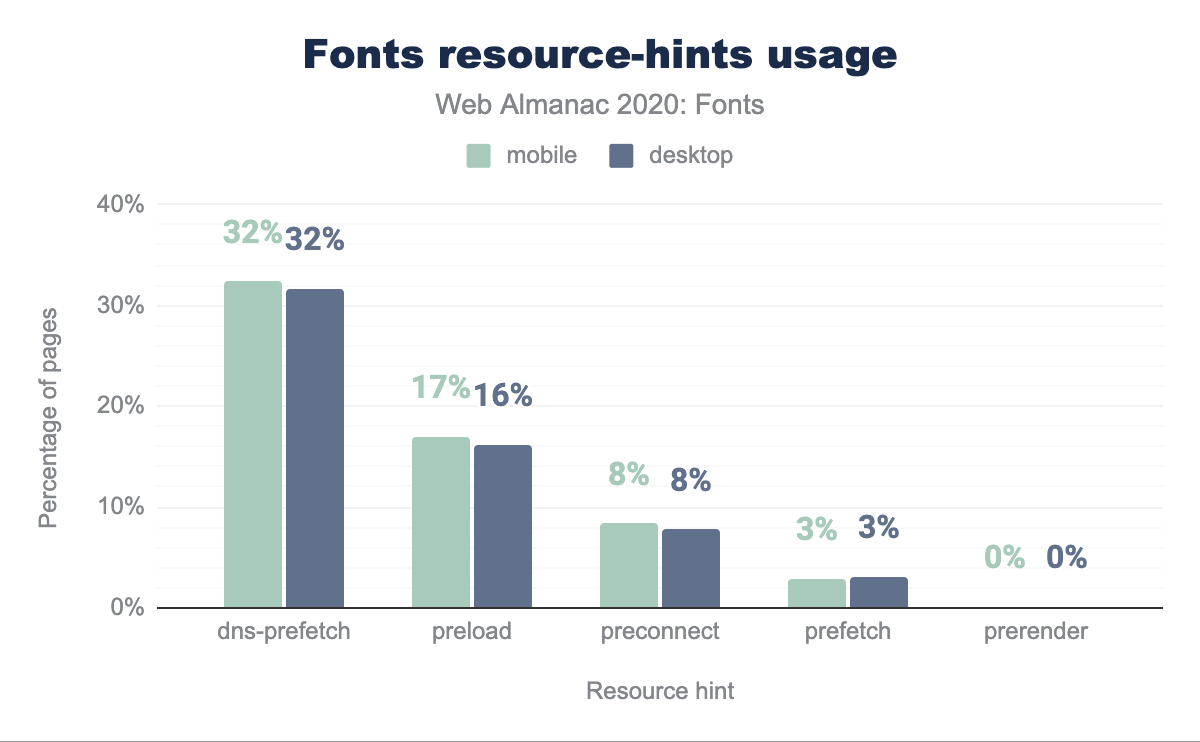 Fonts resource-hints usage
Web Almanac 2020: Fonts
mobile desktop
40%
30%
20%
10%
0%
Percentage of pages
32% 32%
17% 16%
8% 8%
3% 3%
0% 0%
dns-prefetch preload preconnect prefetch prerender
Resource hint